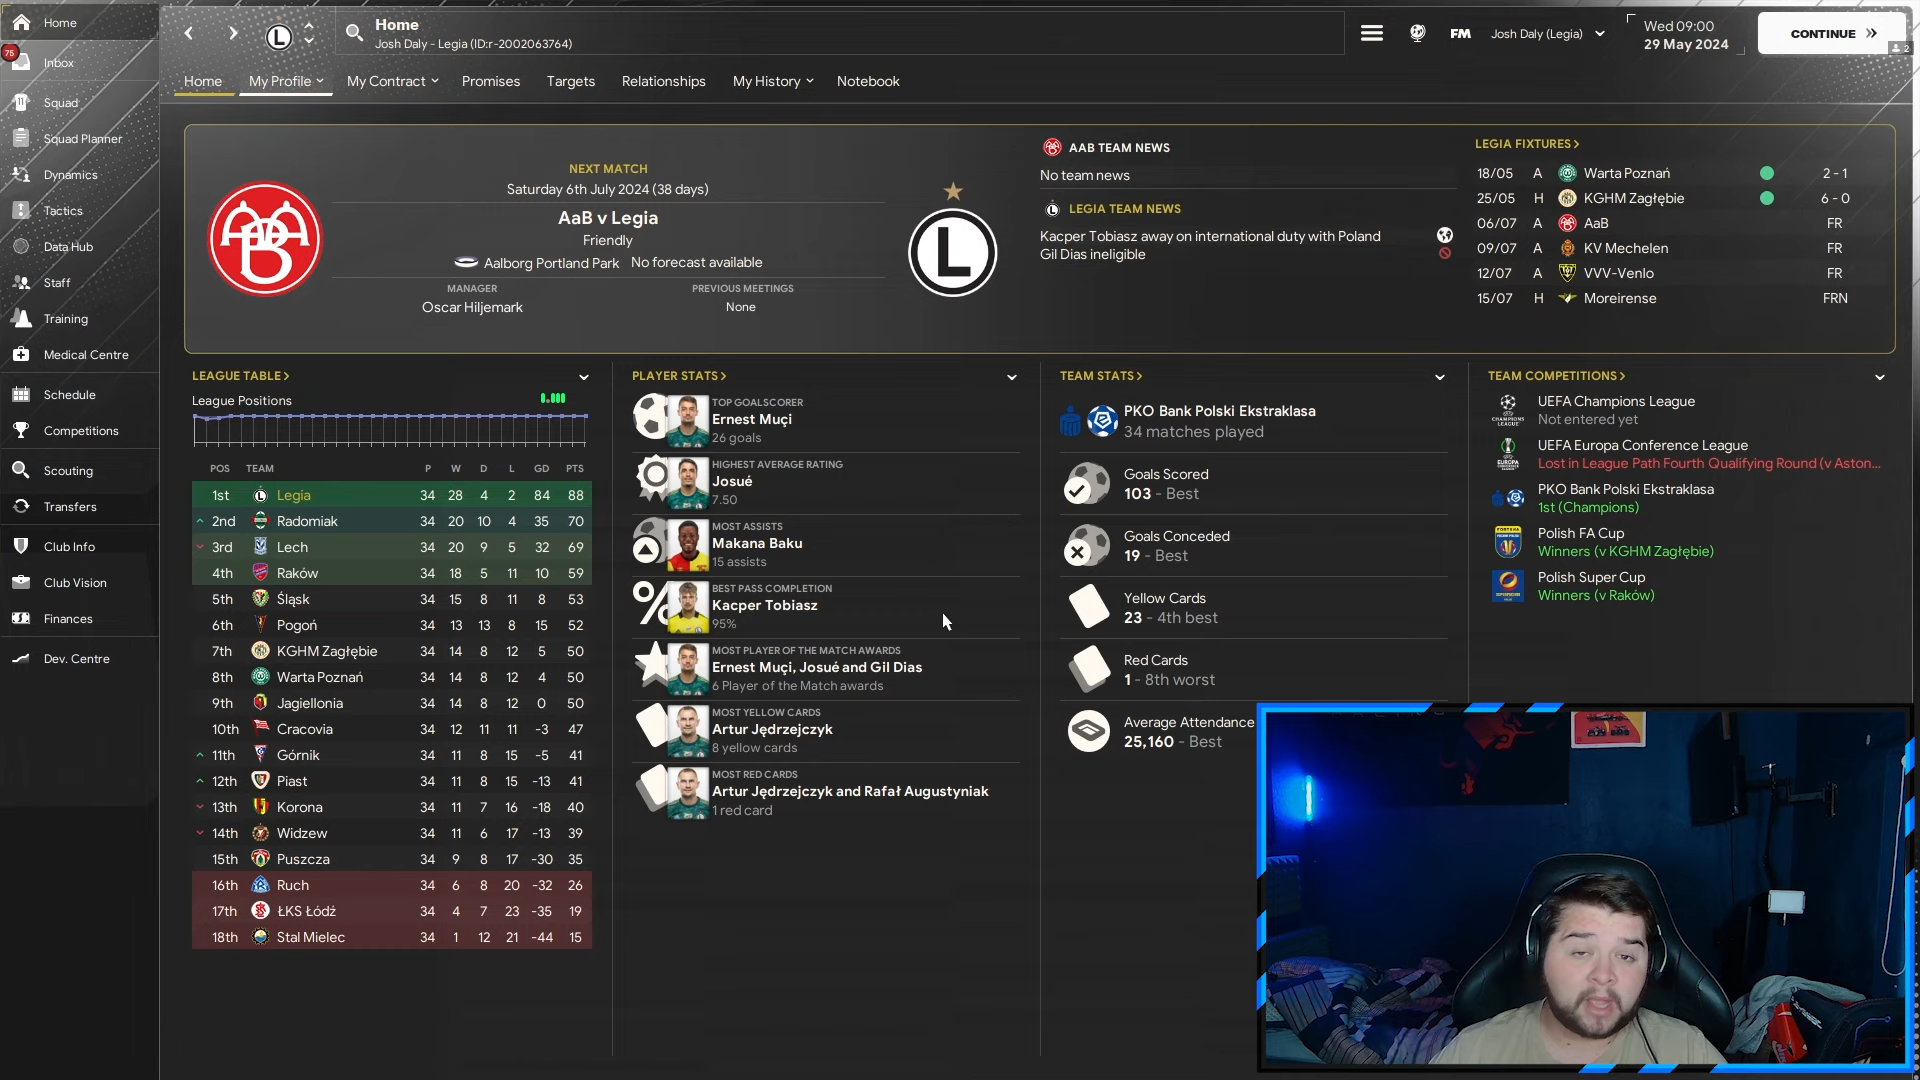 Home
75
Inbox
Squad
Squad Planner
Dynamics
Tactics
Data Hub
Staff
Training
Medical Centre
Schedule
Competitions
Scouting
Transfers
Club Info
Club Vision
Finances
Dev. Centre
Home
Josh Daly - Legia (ID:r-2002063764)
FM
Josh Daly (Legia)
Wed 09:00
29 May 2024
CONTINUE
2
Home My Profile My Contract Promises Targets Relationships My History Notebook
NEXT MATCH
Saturday 6th July 2024 (38 days)
AaB v Legia
Friendly
Aalborg Portland Park No forecast available
MANAGER
Oscar Hiljemark
PREVIOUS MEETINGS
None
AAB TEAM NEWS
No team news
LEGIA TEAM NEWS
Kacper Tobiasz away on international duty with Poland
Gil Dias ineligible
LEGIA FIXTURES >
18/05 A Warta Poznań 2 - 1
25/05 H KGHM Zagłębie 6 - 0
06/07 A AaB FR
09/07 A KV Mechelen FR
12/07 A VVV-Venlo FR
15/07 H Moreirense FRN
LEAGUE TABLE >
League Positions
POS TEAM P W D L GD PTS
1st Legia 34 28 4 2 84 88
2nd Radomiak 34 20 10 4 35 70
3rd Lech 34 20 9 5 32 69
4th Raków 34 18 5 11 10 59
5th Śląsk 34 15 8 11 8 53
6th Pogoń 34 13 13 8 15 52
7th KGHM Zagłębie 34 14 8 12 5 50
8th Warta Poznań 34 14 8 12 4 50
9th Jagiellonia 34 14 8 12 0 50
10th Cracovia 34 12 11 11 -3 47
11th Górnik 34 11 8 15 -5 41
12th Piast 34 11 8 15 -13 41
13th Korona 34 11 7 16 -18 40
14th Widzew 34 11 6 17 -13 39
15th Puszcza 34 9 8 17 -30 35
16th Ruch 34 6 8 20 -32 26
17th ŁKS Łódź 34 4 7 23 -35 19
18th Stal Mielec 34 1 12 21 -44 15
PLAYER STATS >
TOP GOALSCORER
Ernest Muçi
26 goals
HIGHEST AVERAGE RATING
Josué
7.50
MOST ASSISTS
Makana Baku
15 assists
BEST PASS COMPLETION
Kacper Tobiasz
95%
MOST PLAYER OF THE MATCH AWARDS
Ernest Muçi, Josué and Gil Dias
6 Player of the Match awards
MOST YELLOW CARDS
Artur Jędrzejczyk
8 yellow cards
MOST RED CARDS
Artur Jędrzejczyk and Rafał Augustyniak
1 red card
TEAM STATS >
PKO Bank Polski Ekstraklasa
34 matches played
Goals Scored
103 - Best
Goals Conceded
19 - Best
Yellow Cards
23 - 4th best
Red Cards
1 - 8th worst
Average Attendance
25,160 - Best
TEAM COMPETITIONS >
UEFA Champions League
Not entered yet
UEFA Europa Conference League
Lost in League Path Fourth Qualifying Round (v Aston...
PKO Bank Polski Ekstraklasa
1st (Champions)
Polish FA Cup
Winners (v KGHM Zagłębie)
Polish Super Cup
Winners (v Raków)